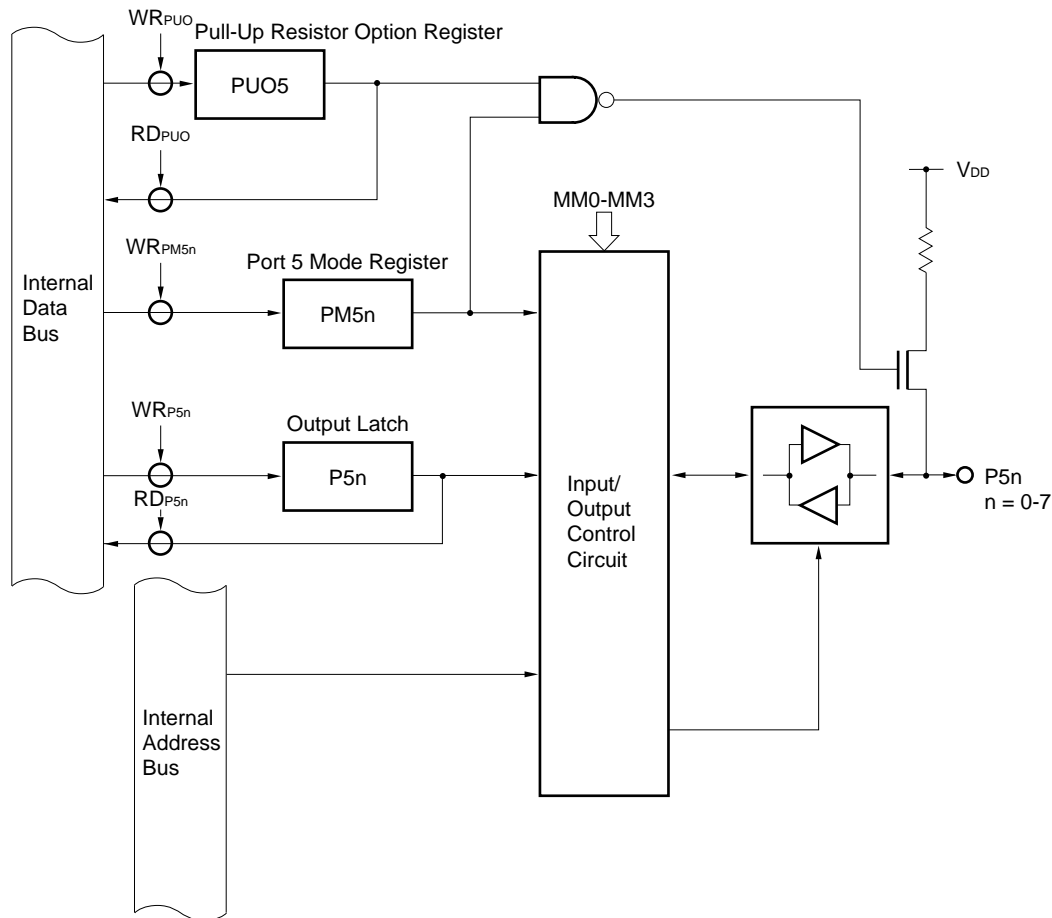 WRPUO
Pull-Up Resistor Option Register
PUO5
RDPUO
VDD
MM0-MM3
WRPM5n
Port 5 Mode Register
Internal
Data
Bus
PM5n
WRP5n
Output Latch
P5n
RDP5n
Input/
Output
Control
Circuit
P5n
n = 0-7
Internal
Address
Bus